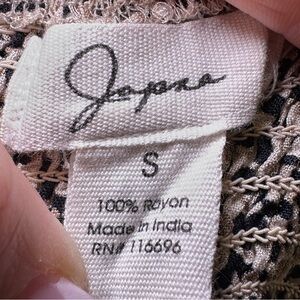 Japna
S
100% Rayon
Made in India
RN# 116696